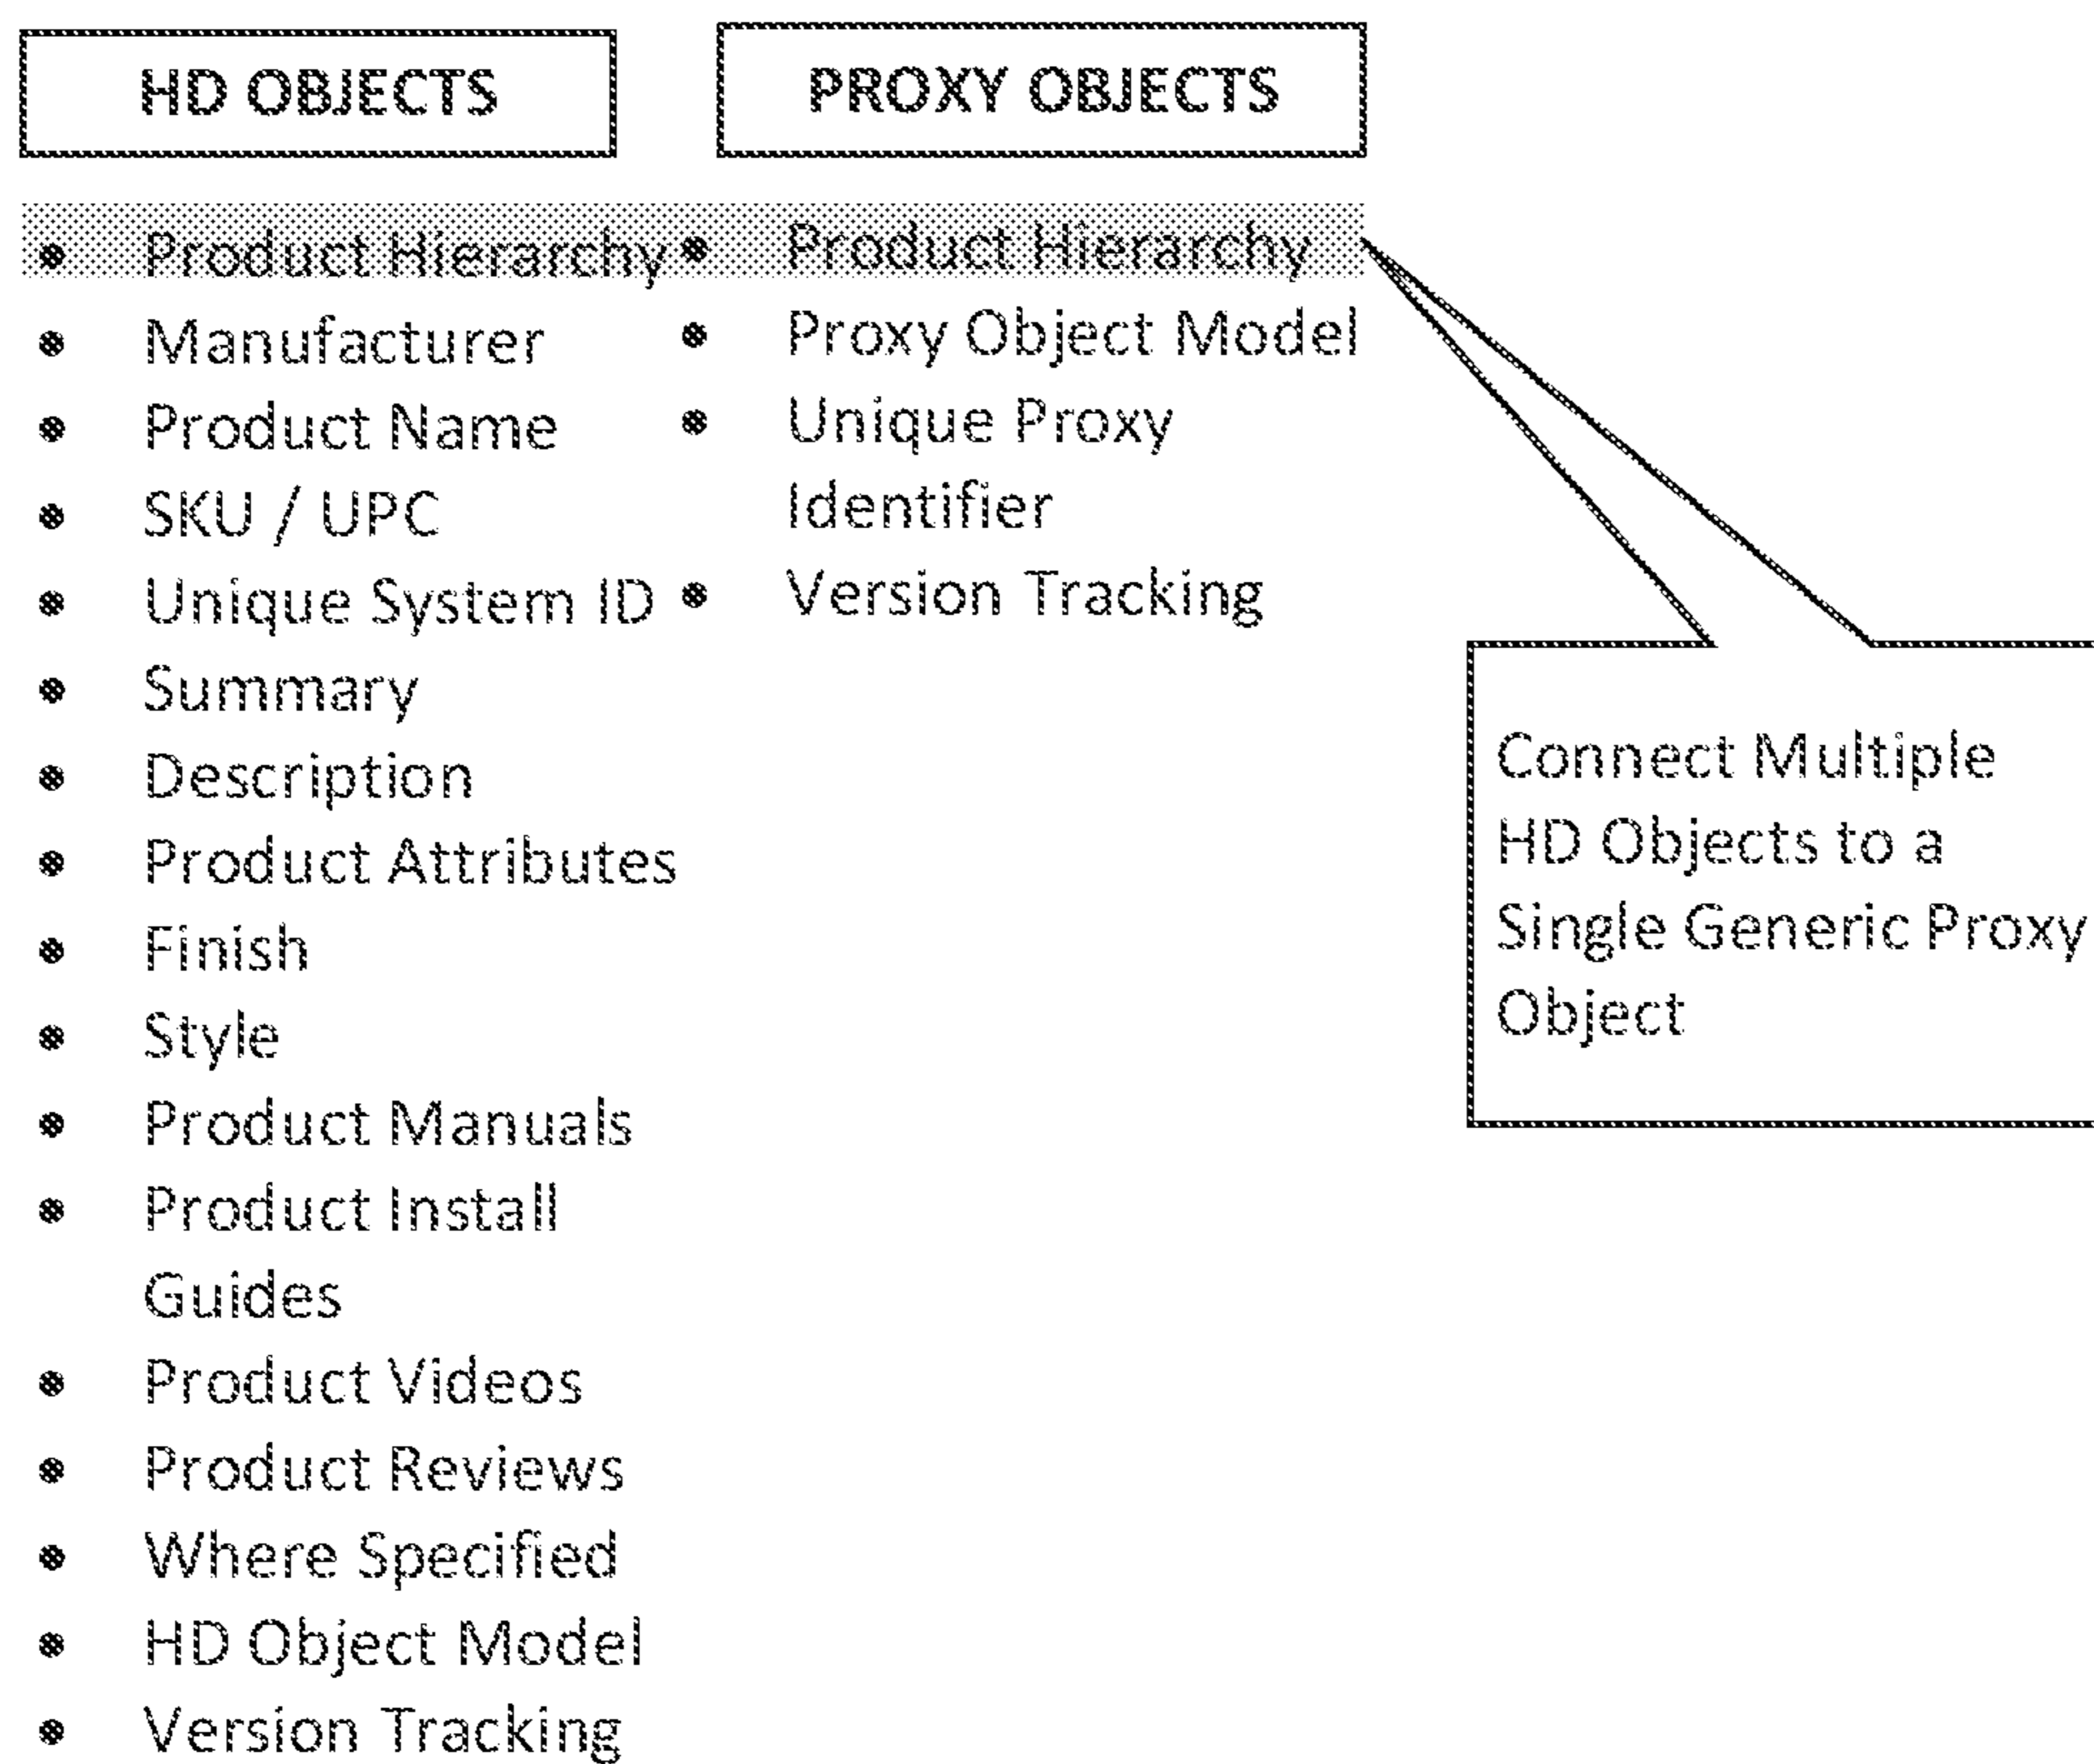 HD OBJECTS
• Product Hierarchy
• Manufacturer
• Product Name
• SKU / UPC
• Unique System ID
• Summary
• Description
• Product Attributes
• Finish
• Style
• Product Manuals
• Product Install
Guides
• Product Videos
• Product Reviews
• Where Specified
• HD Object Model
• Version Tracking
PROXY OBJECTS
• Product Hierarchy
• Proxy Object Model
• Unique Proxy
Identifier
• Version Tracking
Connect Multiple
HD Objects to a
Single Generic Proxy
Object